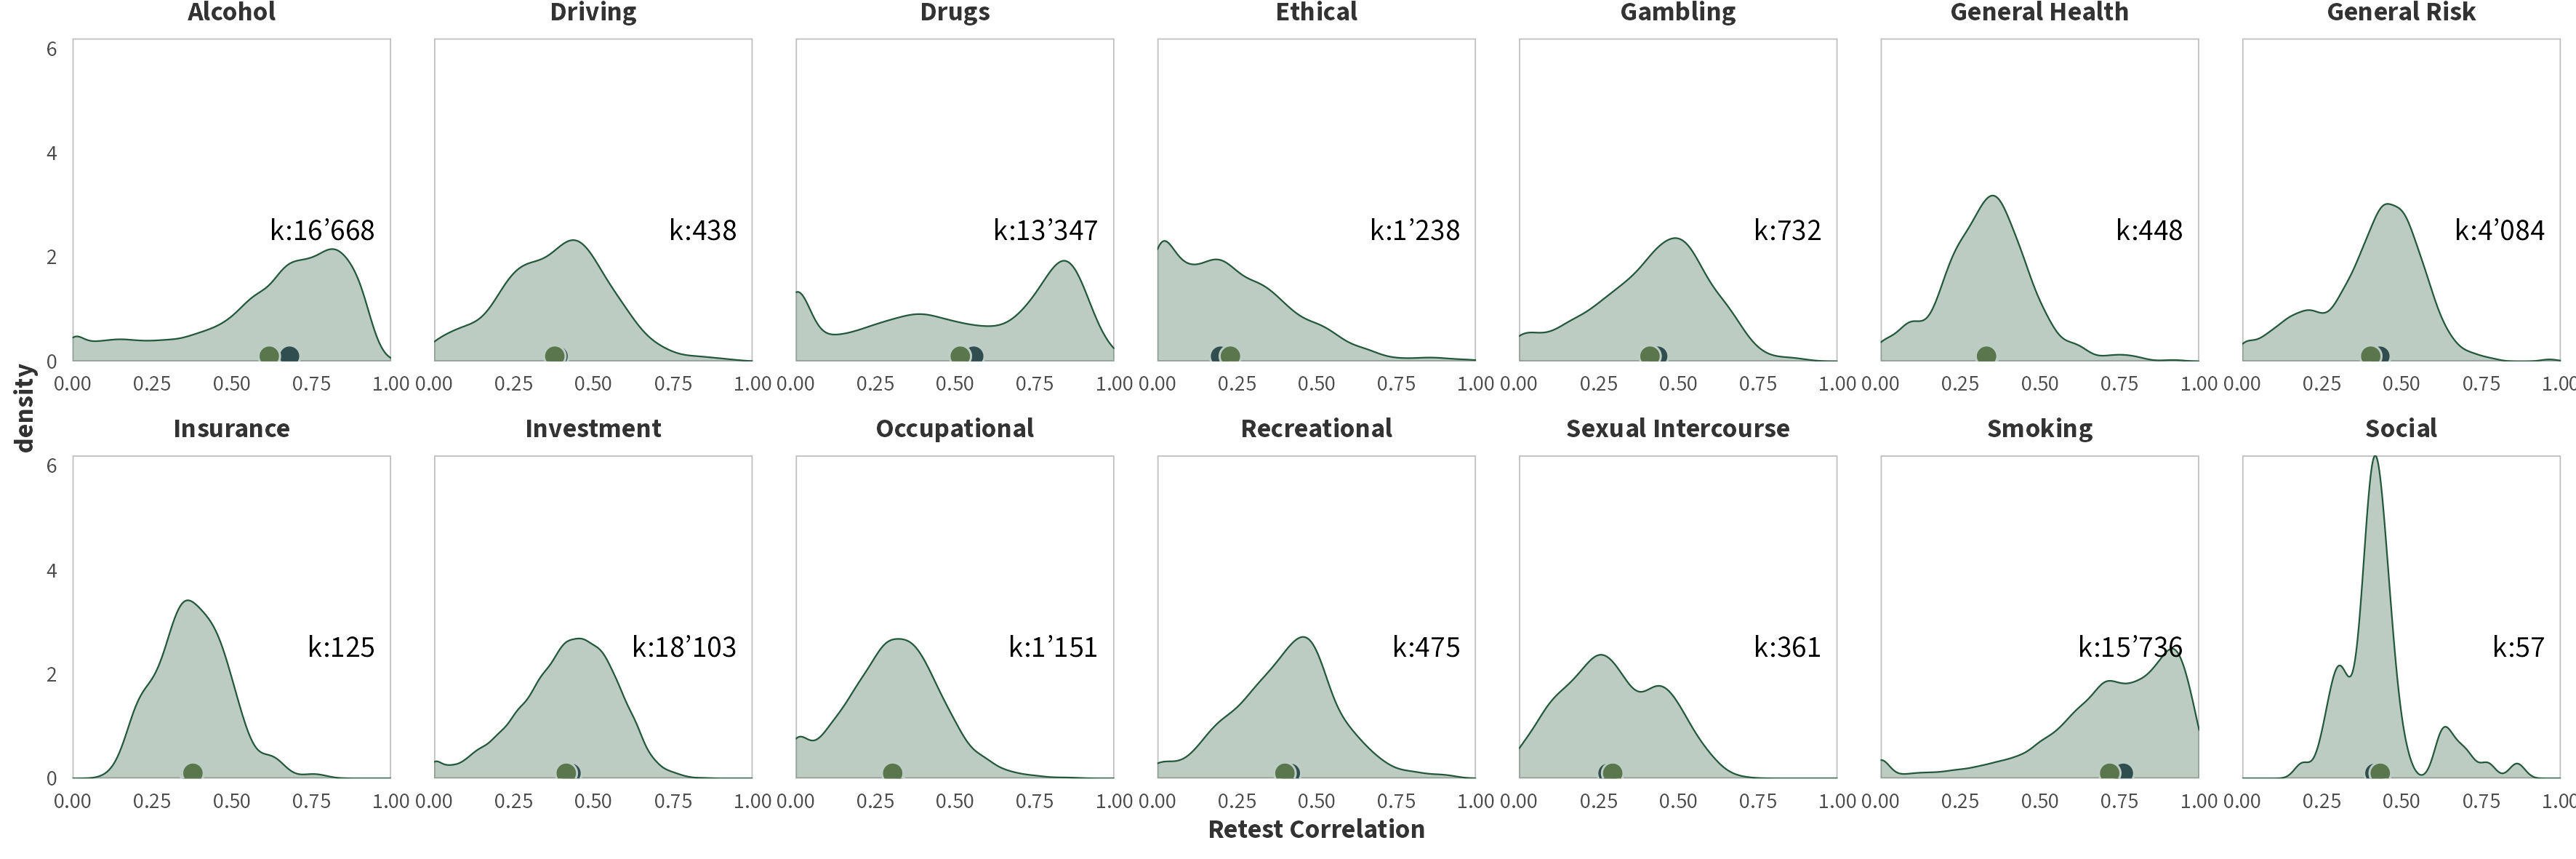 Alcohol Driving Drugs Ethical Gambling General Health General Risk
6
4
k:16’668 k:438 k:13’347 k:1’238 k:732 k:448 k:4’084
2
0
0.00 0.25 0.50 0.75 1.00 0.00 0.25 0.50 0.75 1.00 0.00 0.25 0.50 0.75 1.00 0.00 0.25 0.50 0.75 1.00 0.00 0.25 0.50 0.75 1.00 0.00 0.25 0.50 0.75 1.00 0.00 0.25 0.50 0.75 1.00
density
Insurance Investment Occupational Recreational Sexual Intercourse Smoking Social
6
4
k:125 k:18’103 k:1’151 k:475 k:361 k:15’736 k:57
2
0
0.00 0.25 0.50 0.75 1.00 0.00 0.25 0.50 0.75 1.00 0.00 0.25 0.50 0.75 1.00 0.00 0.25 0.50 0.75 1.00 0.00 0.25 0.50 0.75 1.00 0.00 0.25 0.50 0.75 1.00 0.00 0.25 0.50 0.75 1.00
Retest Correlation